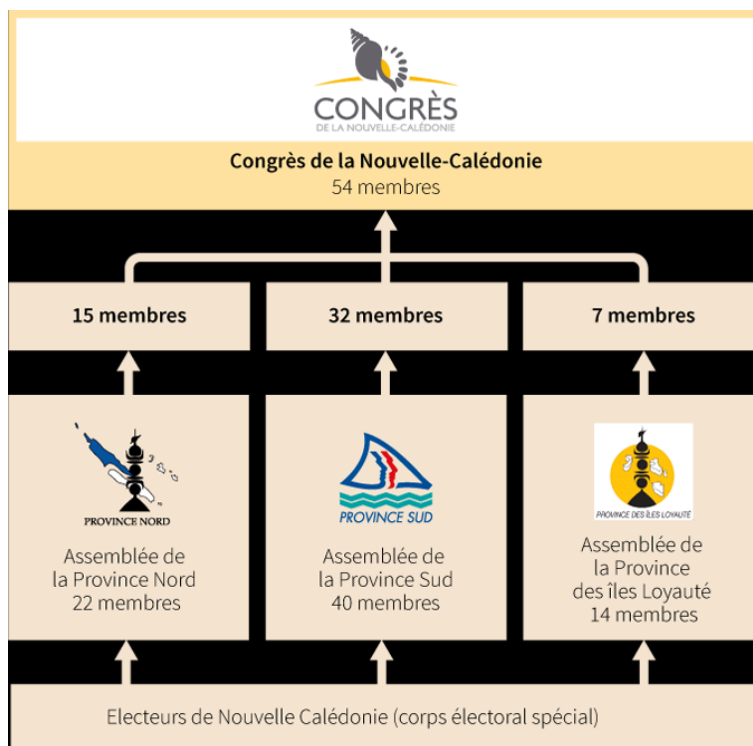 CONGRÈS
DE LA NOUVELLE-CALÉDONIE
Congrès de la Nouvelle-Calédonie
54 membres
15 membres
32 membres
7 membres
PROVINCE NORD
Assemblée de
la Province Nord
22 membres
PROVINCE SUD
Assemblée de
la Province Sud
40 membres
PROVINCE DES ÎLES LOYAUTÉ
Assemblée de
la Province
des îles Loyauté
14 membres
Electeurs de Nouvelle Calédonie (corps électoral spécial)